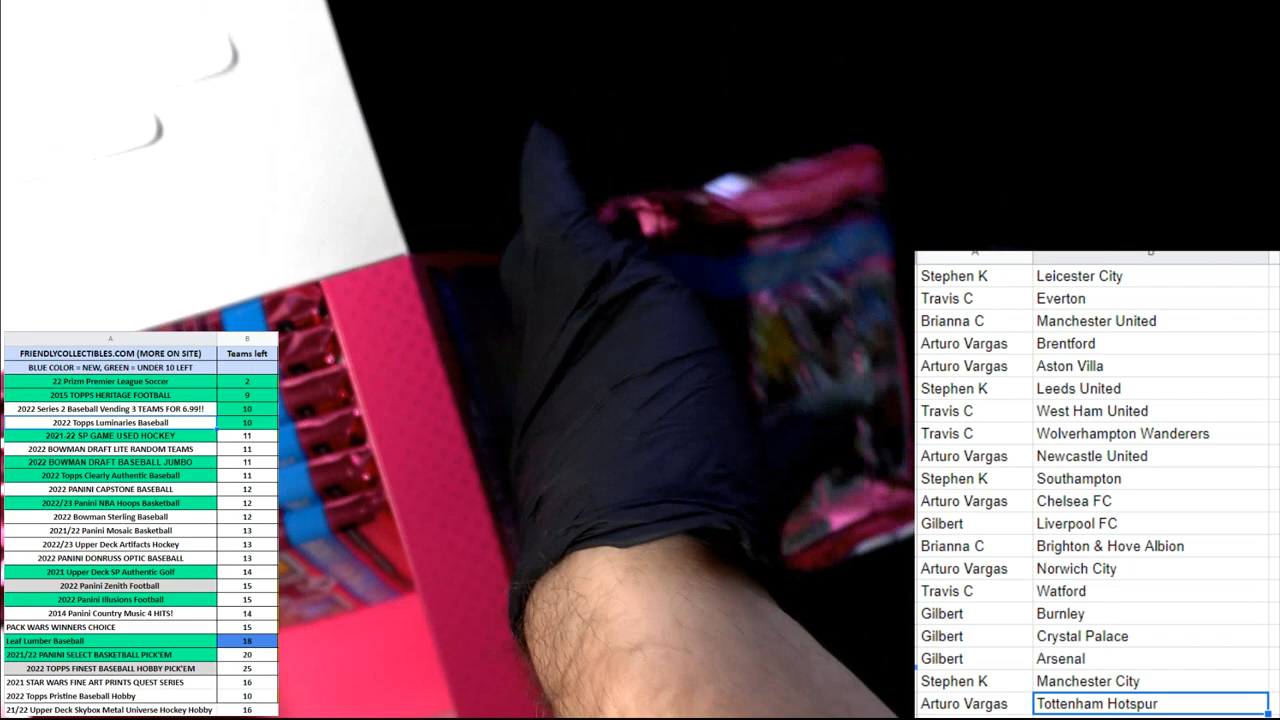 A B
FRIENDLYCOLLECTIBLES.COM (MORE ON SITE) Teams left
BLUE COLOR = NEW, GREEN = UNDER 10 LEFT
22 Prizm Premier League Soccer 2
2015 TOPPS HERITAGE FOOTBALL 9
2022 Series 2 Baseball Vending 3 TEAMS FOR 6.99!! 10
2022 Topps Luminaries Baseball 10
2021-22 SP GAME USED HOCKEY 11
2022 BOWMAN DRAFT LITE RANDOM TEAMS 11
2022 BOWMAN DRAFT BASEBALL JUMBO 11
2022 Topps Clearly Authentic Baseball 11
2022 PANINI CAPSTONE BASEBALL 12
2022/23 Panini NBA Hoops Basketball 12
2022 Bowman Sterling Baseball 12
2021/22 Panini Mosaic Basketball 13
2022/23 Upper Deck Artifacts Hockey 13
2022 PANINI DONRUSS OPTIC BASEBALL 13
2021 Upper Deck SP Authentic Golf 14
2022 Panini Zenith Football 15
2022 Panini Illusions Football 15
2014 Panini Country Music 4 HITS! 14
PACK WARS WINNERS CHOICE 15
Leaf Lumber Baseball 18
2021/22 PANINI SELECT BASKETBALL PICK'EM 20
2022 TOPPS FINEST BASEBALL HOBBY PICK'EM 25
2021 STAR WARS FINE ART PRINTS QUEST SERIES 16
2022 Topps Pristine Baseball Hobby 10
21/22 Upper Deck Skybox Metal Universe Hockey Hobby 16
Stephen K Leicester City
Travis C Everton
Brianna C Manchester United
Arturo Vargas Brentford
Arturo Vargas Aston Villa
Stephen K Leeds United
Travis C West Ham United
Travis C Wolverhampton Wanderers
Arturo Vargas Newcastle United
Stephen K Southampton
Arturo Vargas Chelsea FC
Gilbert Liverpool FC
Brianna C Brighton & Hove Albion
Arturo Vargas Norwich City
Travis C Watford
Gilbert Burnley
Gilbert Crystal Palace
Gilbert Arsenal
Stephen K Manchester City
Arturo Vargas Tottenham Hotspur